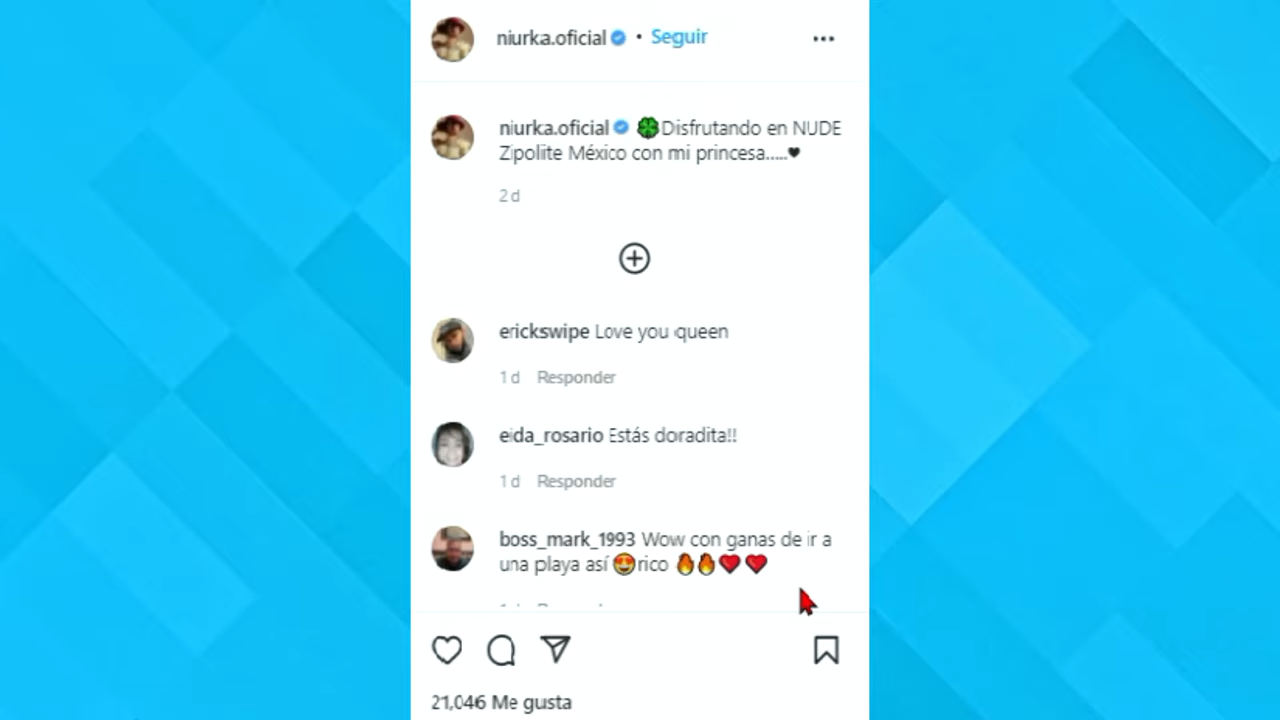 niurka.oficial • Seguir
niurka.oficial 🍀Disfrutando en NUDE
Zipolite México con mi princesa.....♥
2 d
erickswipe Love you queen
1 d Responder
eida_rosario Estás doradita!!
1 d Responder
boss_mark_1993 Wow con ganas de ir a
una playa así 😍rico 🔥🔥❤️❤️
21,046 Me gusta